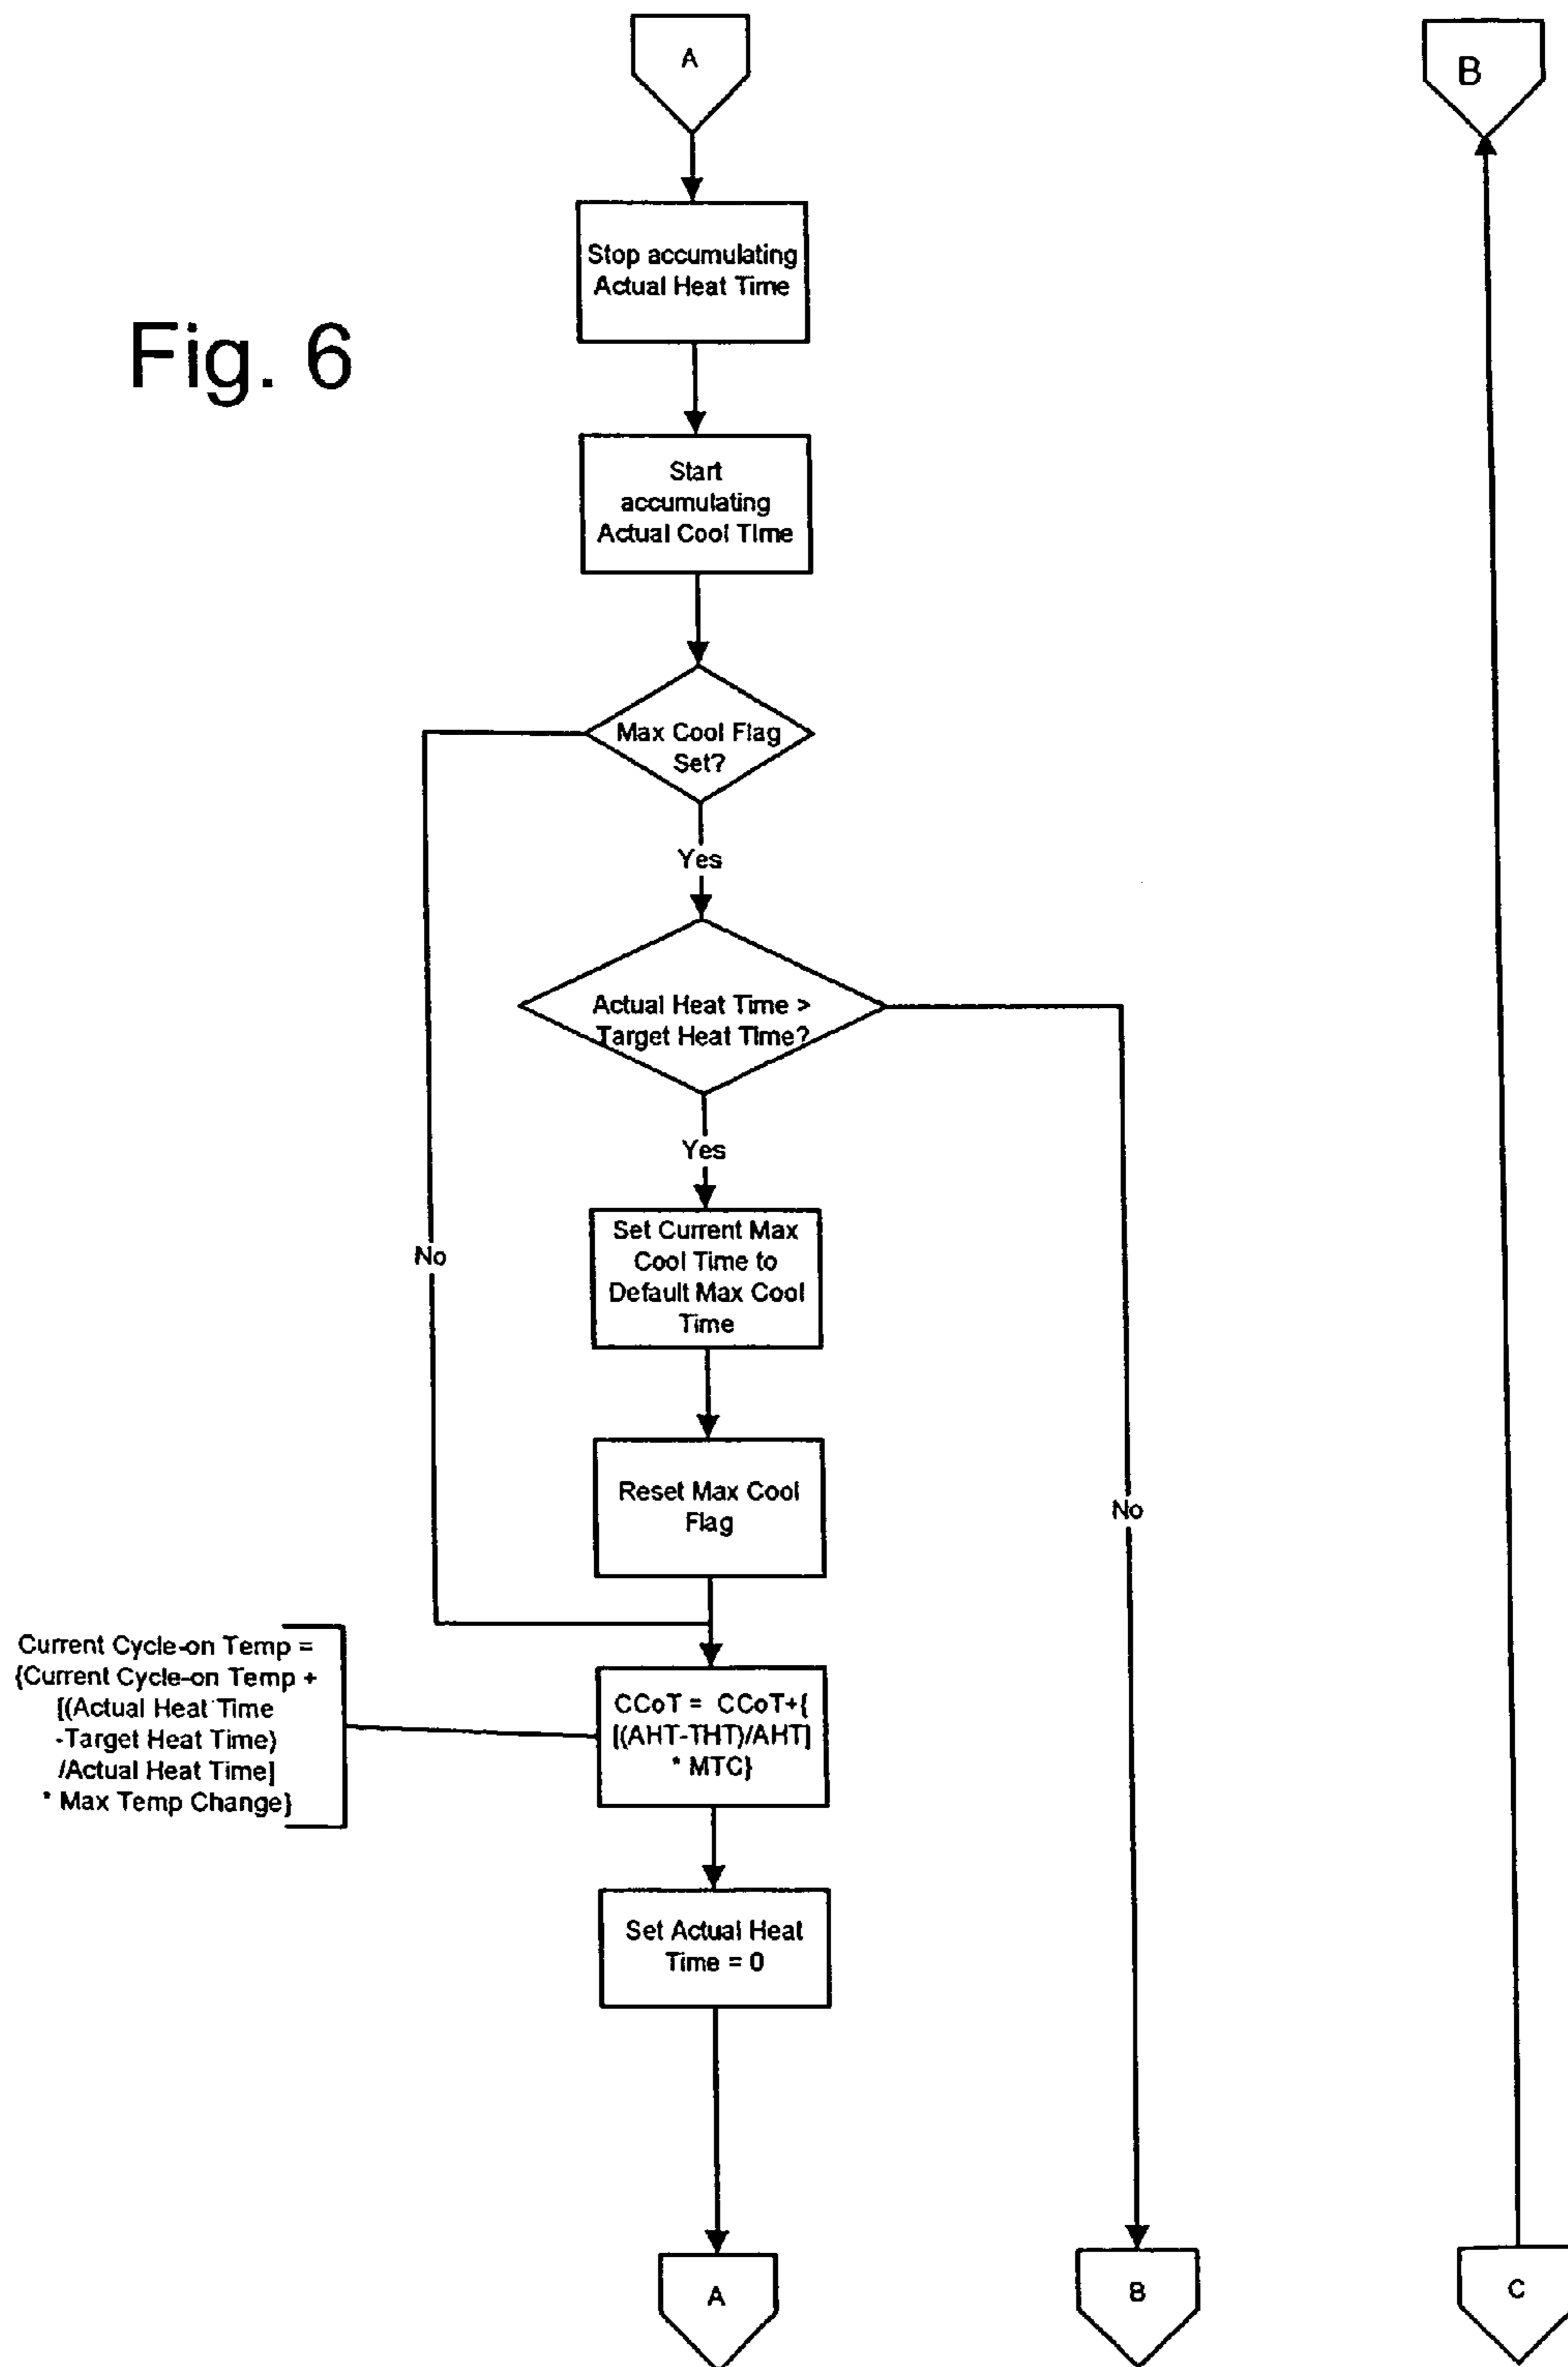 A
B
Stop accumulating
Actual Heat Time
Fig. 6
Start
accumulating
Actual Cool Time
Max Cool Flag
Set?
Yes
Actual Heat Time >
Target Heat Time?
Yes
Set Current Max
Cool Time to
Default Max Cool
Time
No
Reset Max Cool
Flag
No
Current Cycle-on Temp =
{Current Cycle-on Temp +
[(Actual Heat Time
-Target Heat Time)
/Actual Heat Time]
* Max Temp Change}
CCoT = CCoT+{
[(AHT-THT)/AHT]
* MTC}
Set Actual Heat
Time = 0
A
B
C